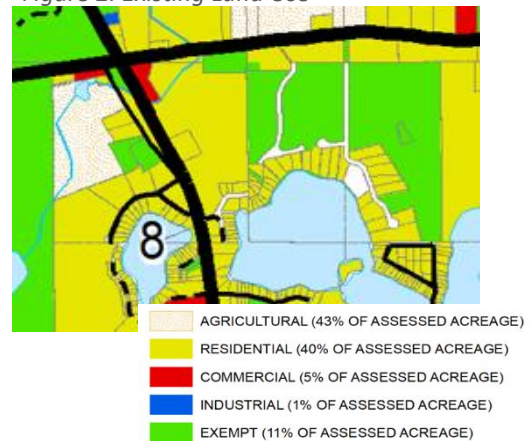 Figure 2: Existing Land Use
8
AGRICULTURAL (43% OF ASSESSED ACREAGE)
RESIDENTIAL (40% OF ASSESSED ACREAGE)
COMMERCIAL (5% OF ASSESSED ACREAGE)
INDUSTRIAL (1% OF ASSESSED ACREAGE)
EXEMPT (11% OF ASSESSED ACREAGE)